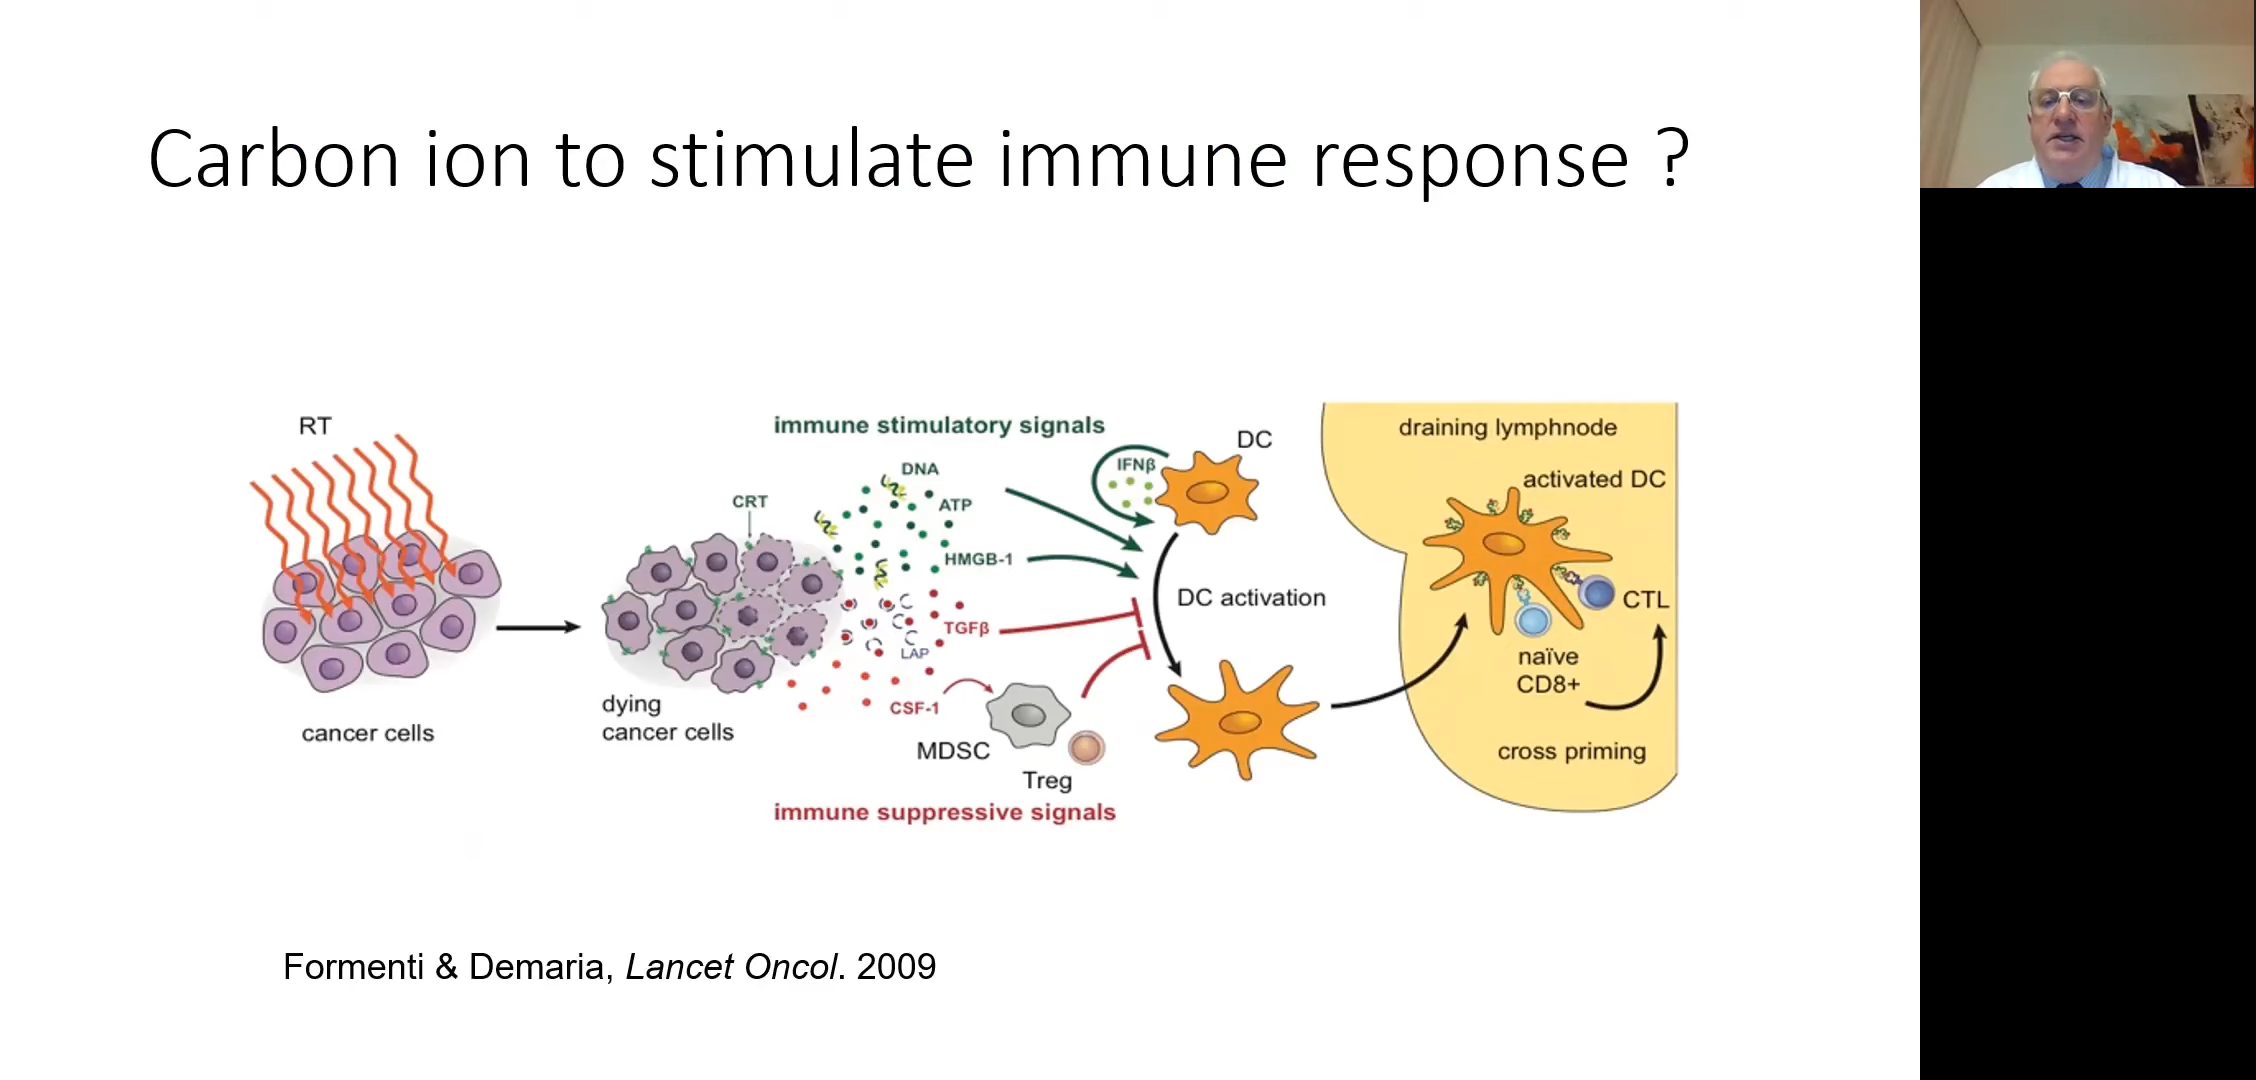 Carbon ion to stimulate immune response ?
RT
cancer cells
immune stimulatory signals
CRT
DNA
ATP
HMGB-1
TGFβ
LAP
CSF-1
dying
cancer cells
MDSC
Treg
immune suppressive signals
IFNβ
DC
DC activation
draining lymphnode
activated DC
CTL
naïve
CD8+
cross priming
Formenti & Demaria, Lancet Oncol. 2009